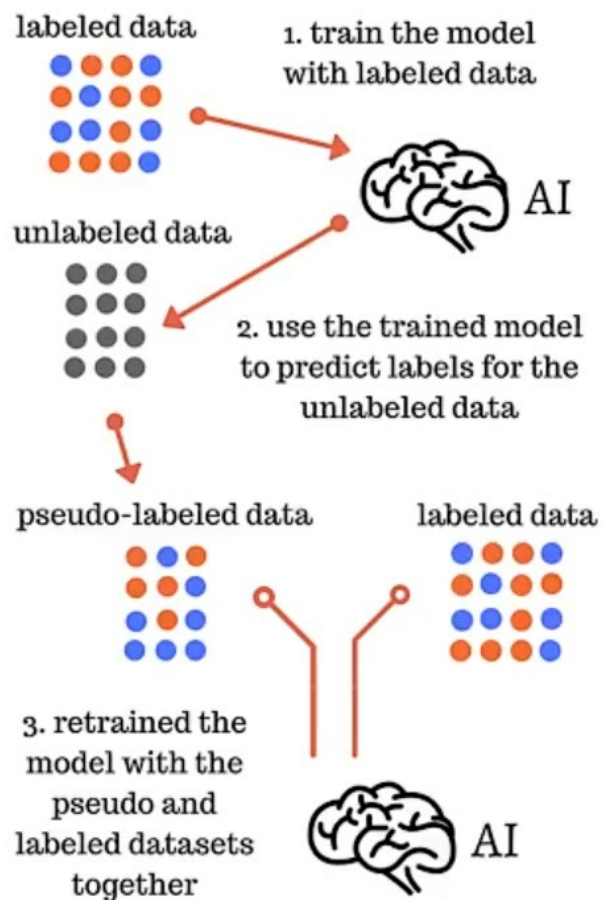 labeled data
1. train the model
with labeled data
AI
unlabeled data
2. use the trained model
to predict labels for the
unlabeled data
pseudo-labeled data
labeled data
3. retrained the
model with the
pseudo and
labeled datasets
together
AI